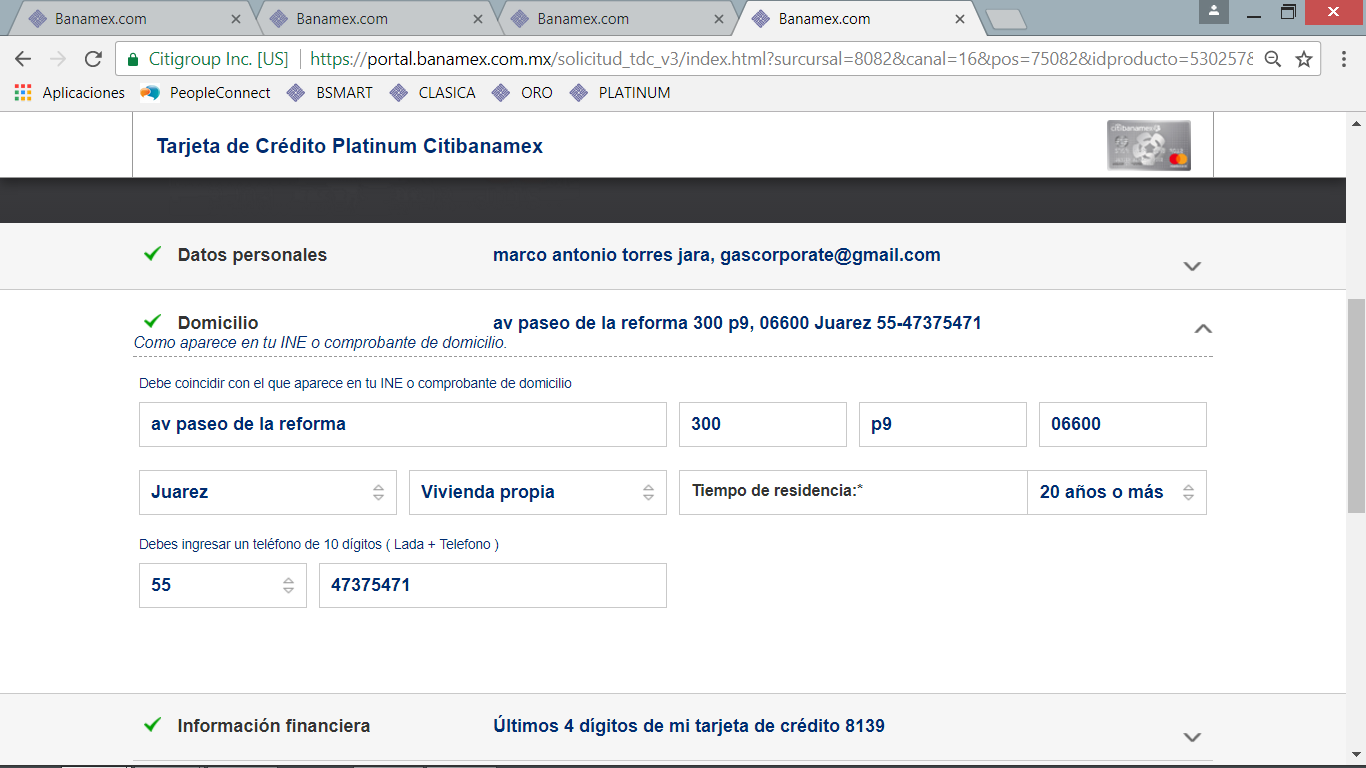 Banamex.com Banamex.com Banamex.com Banamex.com
Citigroup Inc. [US] https://portal.banamex.com.mx/solicitud_tdc_v3/index.html?surcursal=8082&canal=16&pos=75082&idproducto=530257&
Aplicaciones PeopleConnect BSMART CLASICA ORO PLATINUM
Tarjeta de Crédito Platinum Citibanamex
citibanamex
Datos personales marco antonio torres jara, gascorporate@gmail.com
Domicilio av paseo de la reforma 300 p9, 06600 Juarez 55-47375471
Como aparece en tu INE o comprobante de domicilio.
Debe coincidir con el que aparece en tu INE o comprobante de domicilio
av paseo de la reforma 300 p9 06600
Juarez Vivienda propia Tiempo de residencia:* 20 años o más
Debes ingresar un teléfono de 10 dígitos ( Lada + Telefono )
55 47375471
Información financiera Últimos 4 dígitos de mi tarjeta de crédito 8139